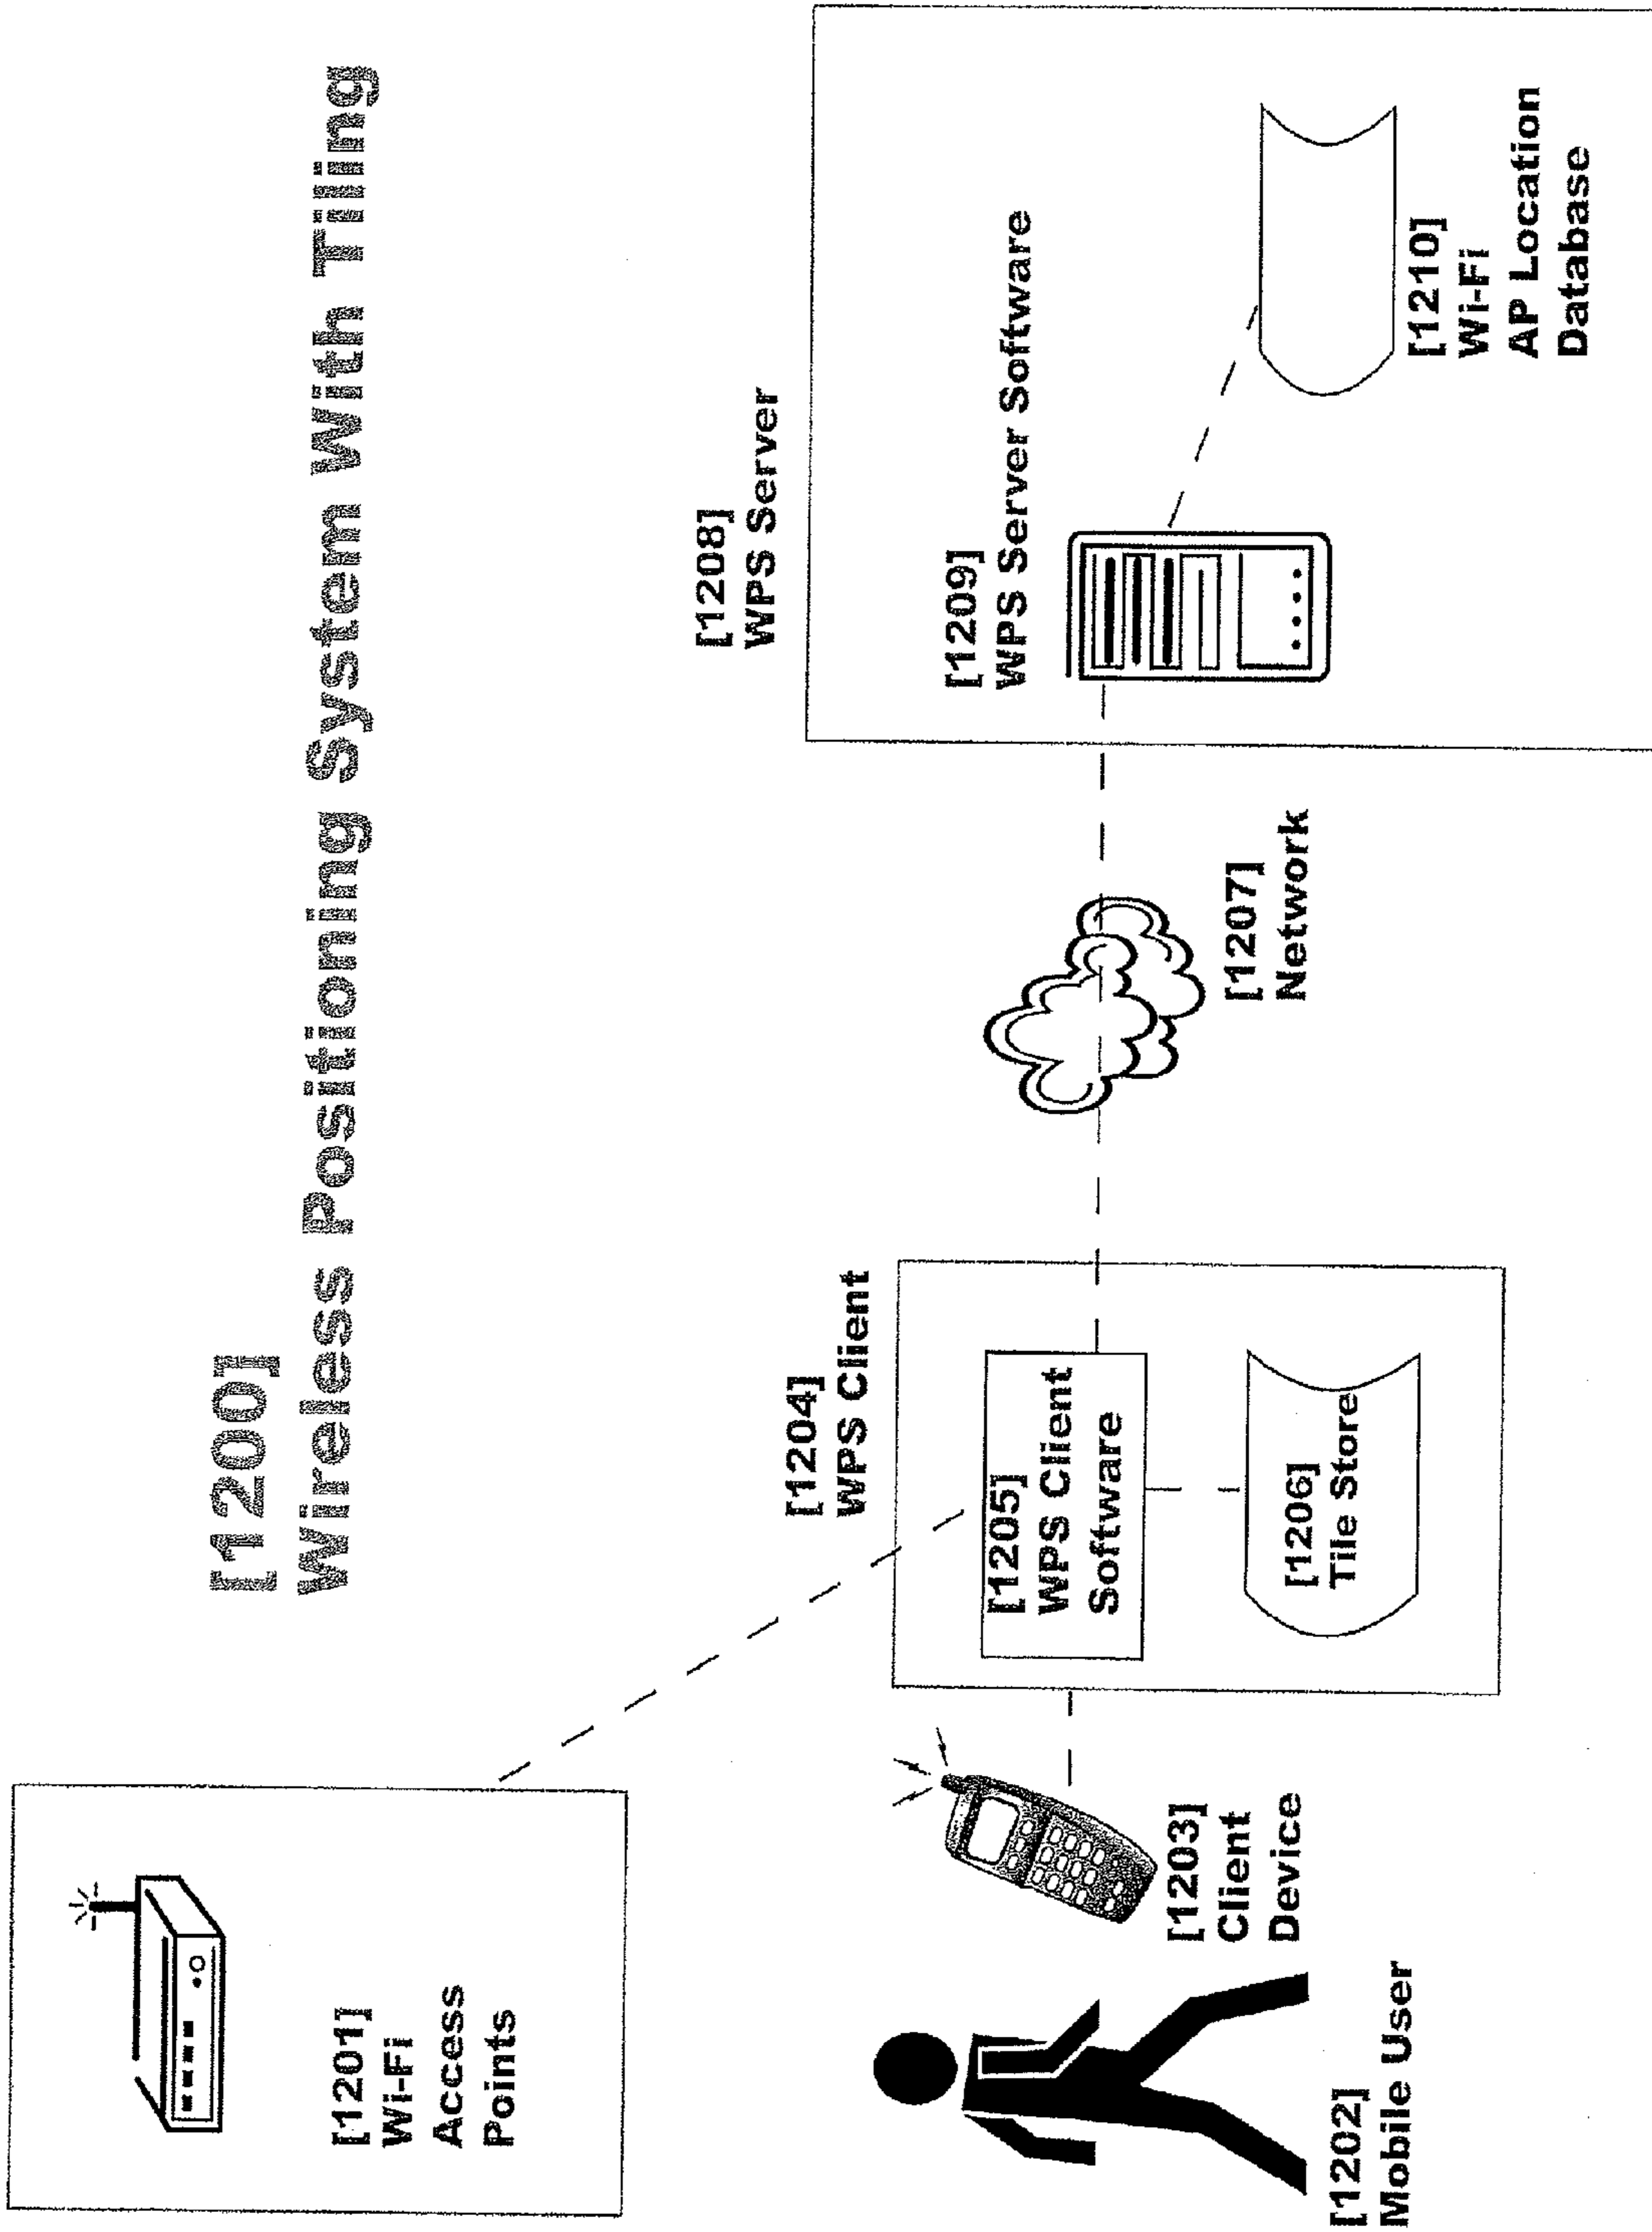 [1200]
Wireless Positioning System With Tiling
[1201]
Wi-Fi
Access
Points
[1202]
Mobile User
[1203]
Client
Device
[1204]
WPS Client
[1205]
WPS Client
Software
[1206]
Tile Store
[1207]
Network
[1208]
WPS Server
[1209]
WPS Server Software
[1210]
Wi-Fi
AP Location
Database